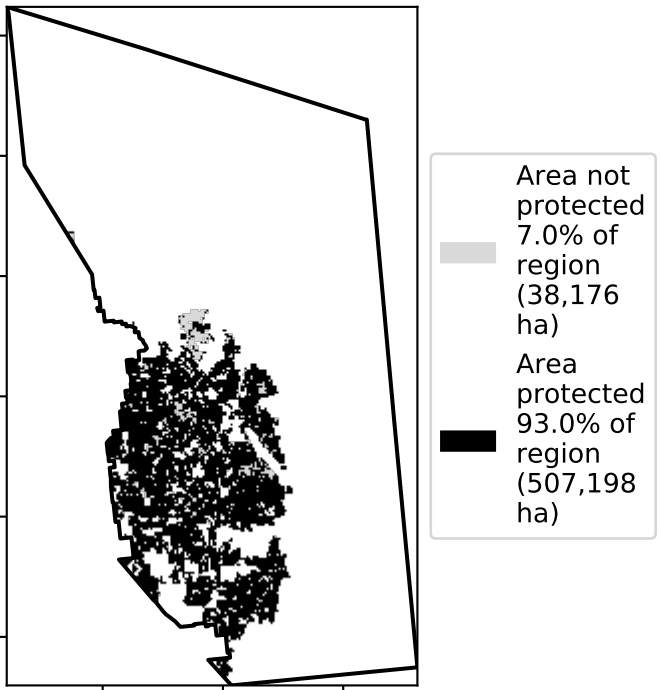 Area not
protected
7.0% of
region
(38,176
ha)
Area
protected
93.0% of
region
(507,198
ha)